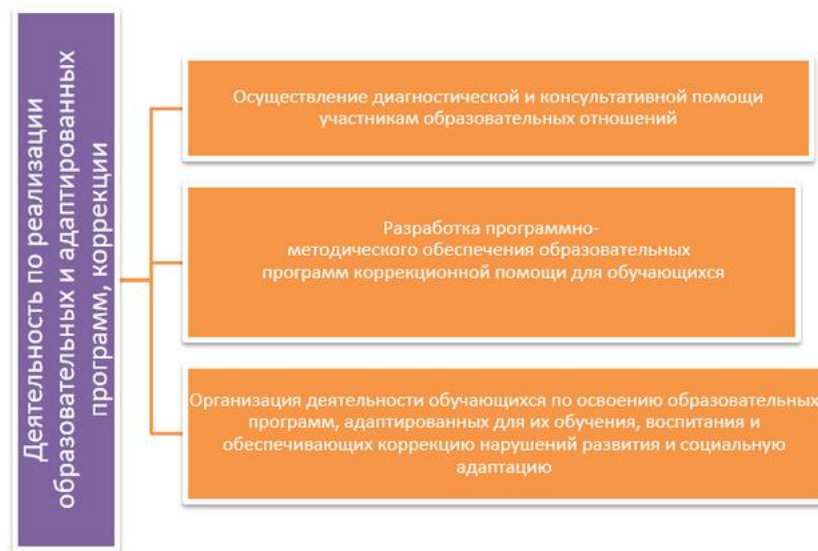 Деятельность по реализации
образовательных и адаптированных
программ, коррекции
Осуществление диагностической и консультативной помощи
участникам образовательных отношений
Разработка программно-
методического обеспечения образовательных
программ коррекционной помощи для обучающихся
Организация деятельности обучающихся по освоению образовательных
программ, адаптированных для их обучения, воспитания и
обеспечивающих коррекцию нарушений развития и социальную
адаптацию